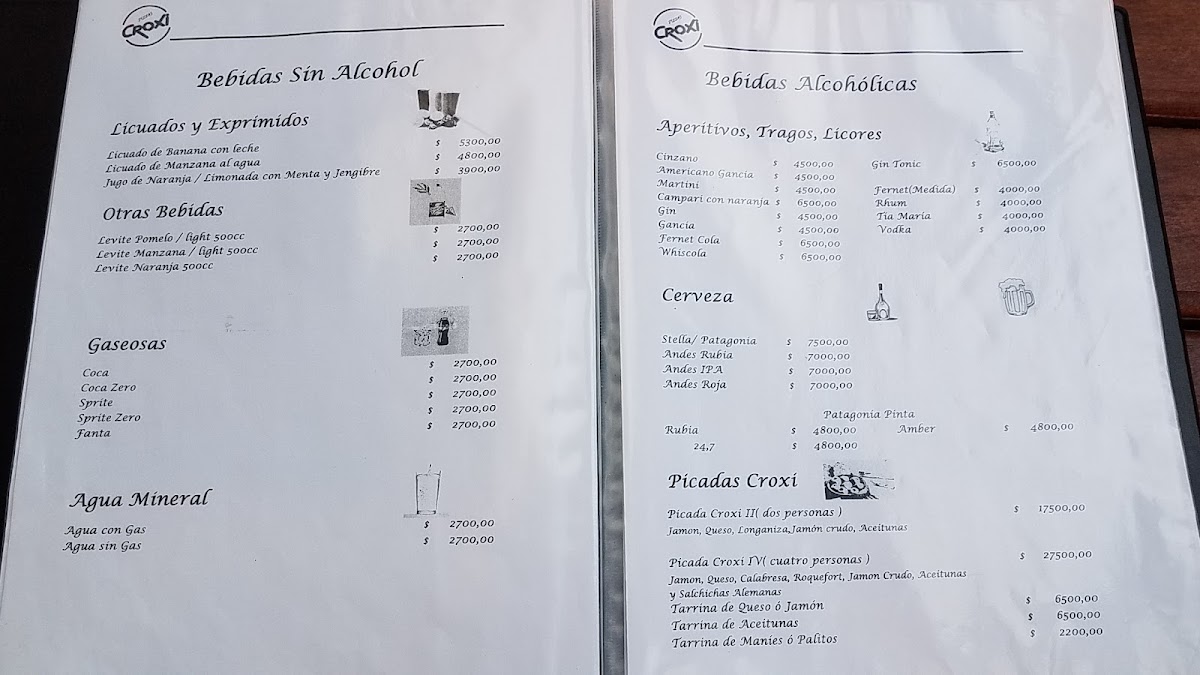 CROXI
Bebidas Sin Alcohol
Licuados y Exprimidos
Licuado de Banana con leche $ 5300,00
Licuado de Manzana al agua $ 4800,00
Jugo de Naranja / Limonada con Menta y Jengibre $ 3900,00
Otras Bebidas
Levite Pomelo / light 500cc $ 2700,00
Levite Manzana / light 500cc $ 2700,00
Levite Naranja 500cc $ 2700,00
Gaseosas
Coca $ 2700,00
Coca Zero $ 2700,00
Sprite $ 2700,00
Sprite Zero $ 2700,00
Fanta $ 2700,00
Agua Mineral
Agua con Gas $ 2700,00
Agua sin Gas $ 2700,00
CROXI
Bebidas Alcohólicas
Aperitivos, Tragos, Licores
Cinzano $ 4500,00 Gin Tonic $ 6500,00
Americano Gancia $ 4500,00
Martini $ 4500,00 Fernet(Medida) $ 4000,00
Campari con naranja $ 6500,00 Rhum $ 4000,00
Gin $ 4500,00 Tia Maria $ 4000,00
Gancia $ 4500,00 Vodka $ 4000,00
Fernet Cola $ 6500,00
Whiscola $ 6500,00
Cerveza
Stella/ Patagonia $ 7500,00
Andes Rubia $ 7000,00
Andes IPA $ 7000,00
Andes Roja $ 7000,00
Patagonia Pinta
Rubia $ 4800,00 Amber $ 4800,00
24,7 $ 4800,00
Picadas Croxi
Picada Croxi II( dos personas ) $ 17500,00
Jamon, Queso, Longaniza,Jamón crudo, Aceitunas
Picada Croxi IV( cuatro personas ) $ 27500,00
Jamon, Queso, Calabresa, Roquefort, Jamon Crudo, Aceitunas
y Salchichas Alemanas
Tarrina de Queso ó Jamón $ 6500,00
Tarrina de Aceitunas $ 6500,00
Tarrina de Maníes ó Palitos $ 2200,00